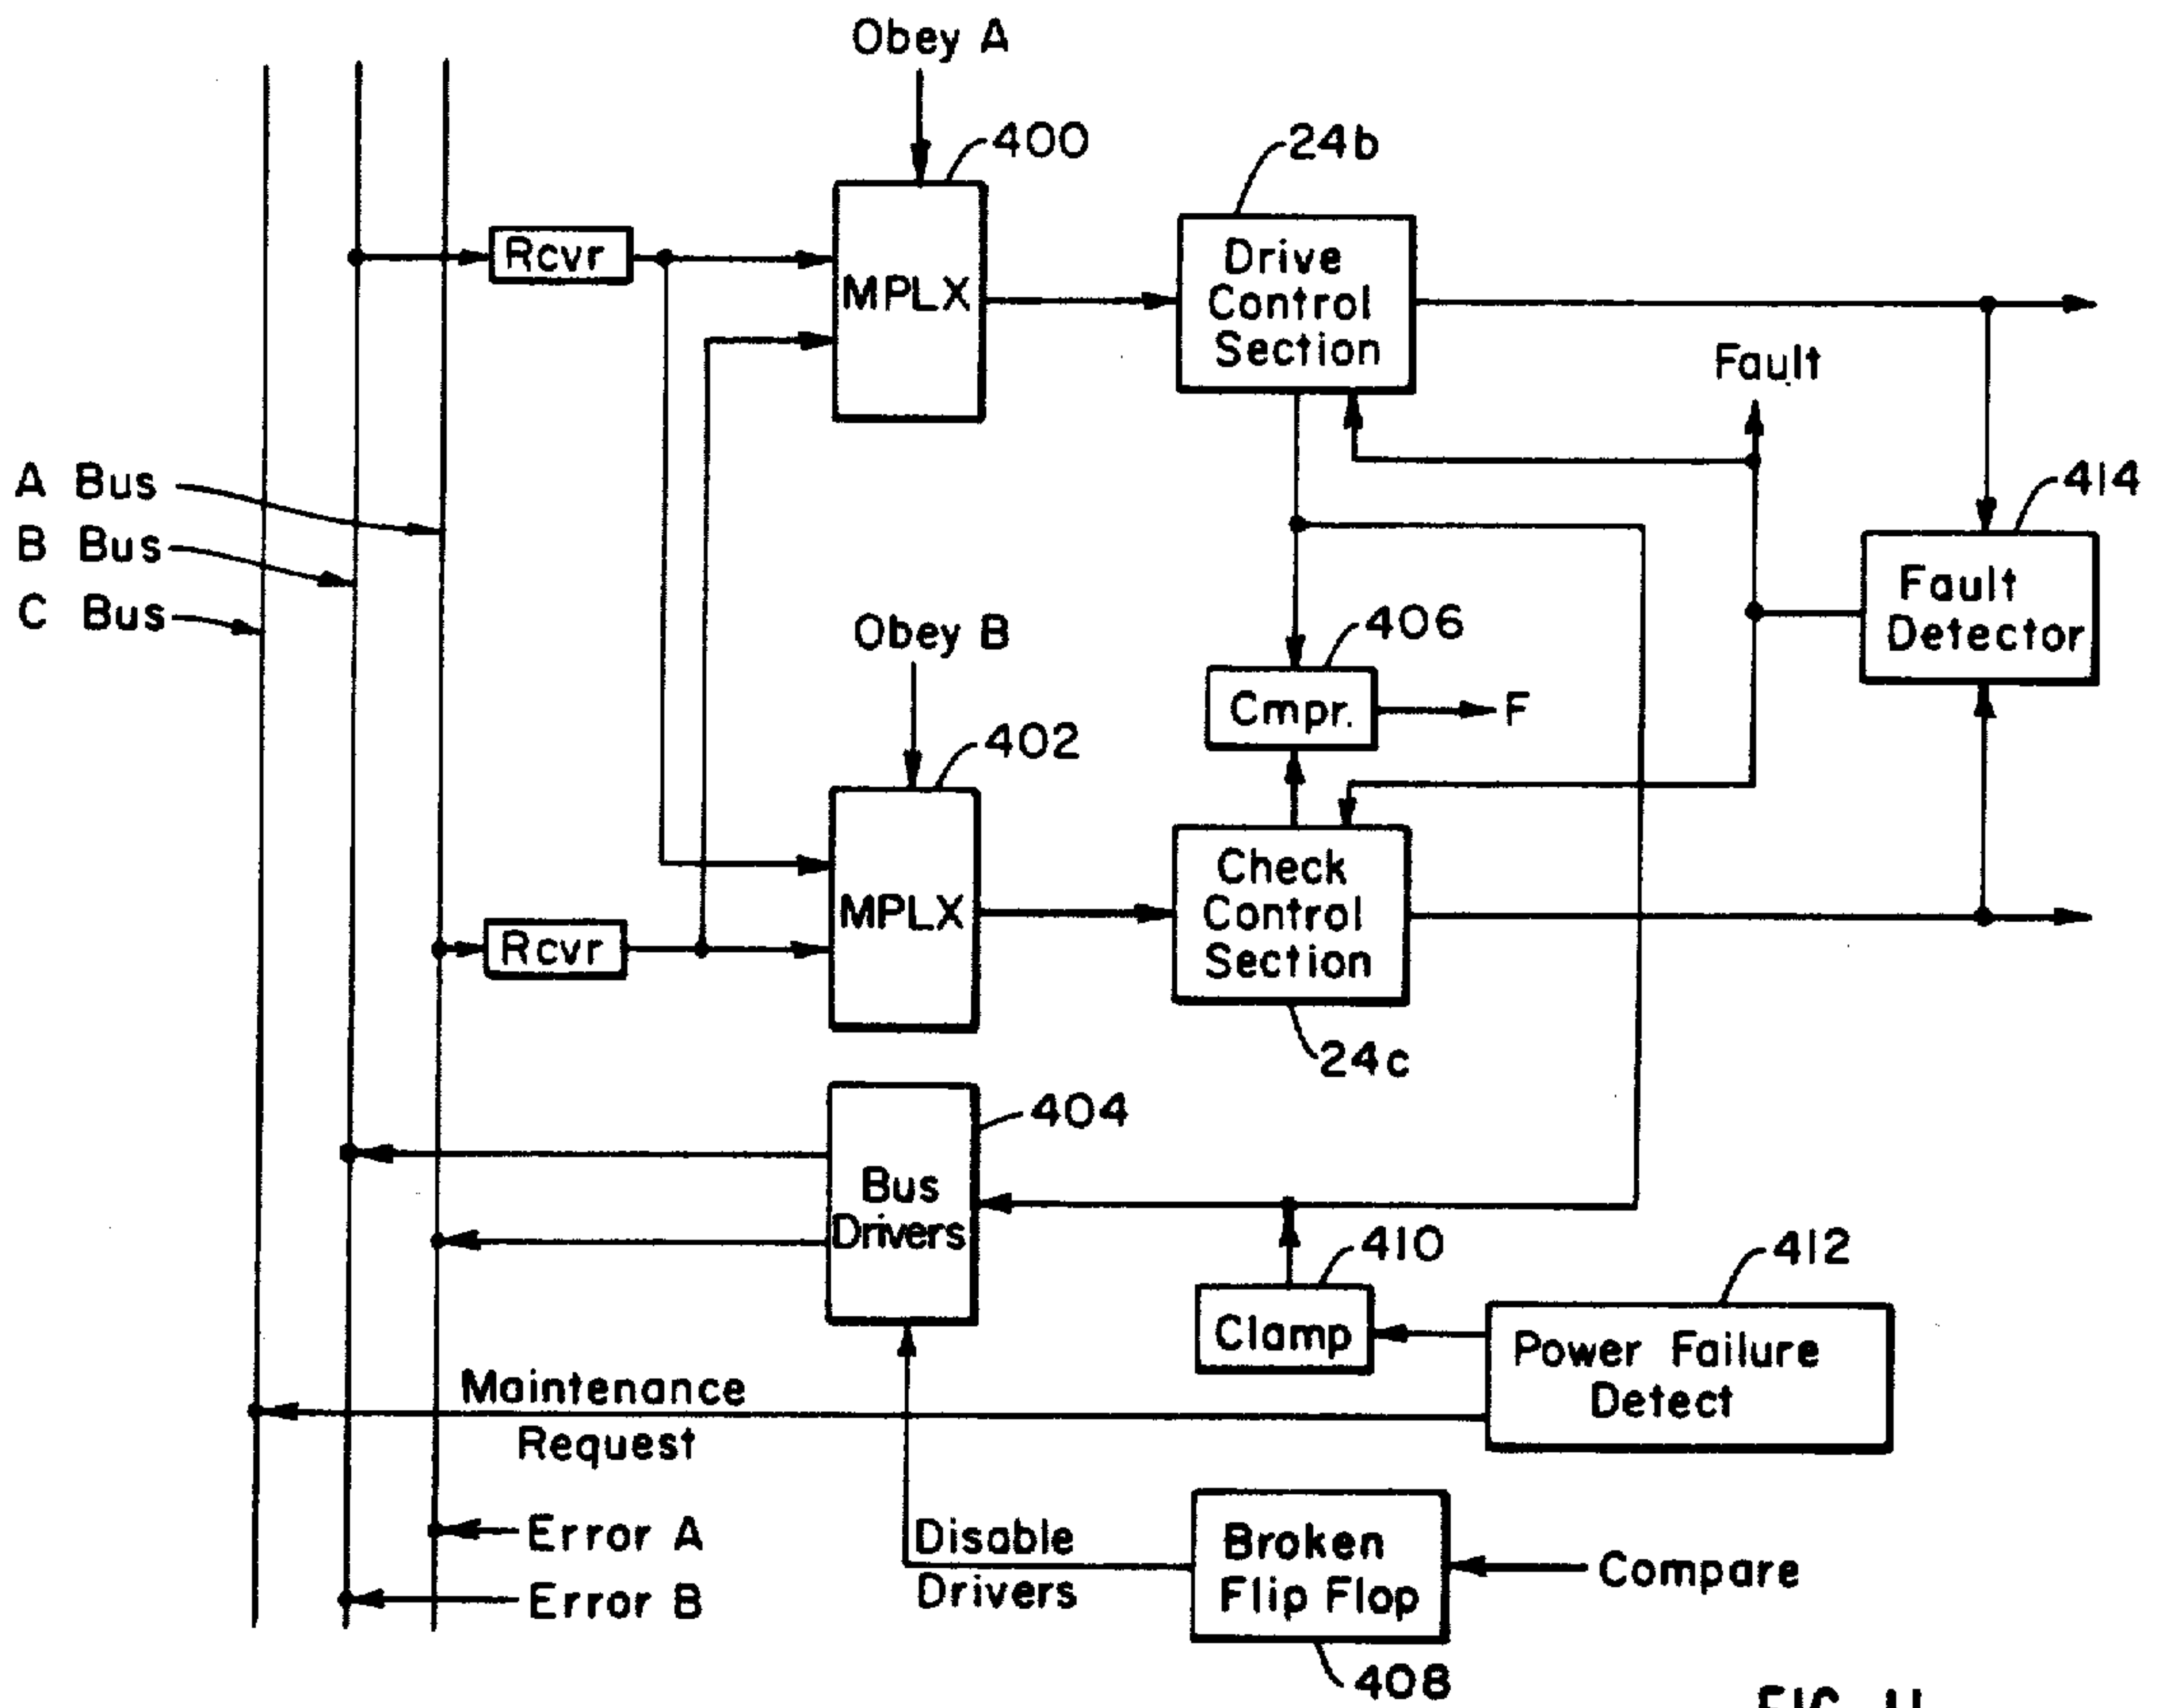 Obey A
400
24b
Rcvr
MPLX
Drive
Control
Section
Fault
A Bus
B Bus
C Bus
414
Fault
Detector
Obey B
406
Cmpr.
F
402
Rcvr
MPLX
Check
Control
Section
24c
404
Bus
Drivers
410
Clamp
412
Power Failure
Detect
Maintenance
Request
Error A
Error B
Disable
Drivers
Broken
Flip Flop
Compare
408